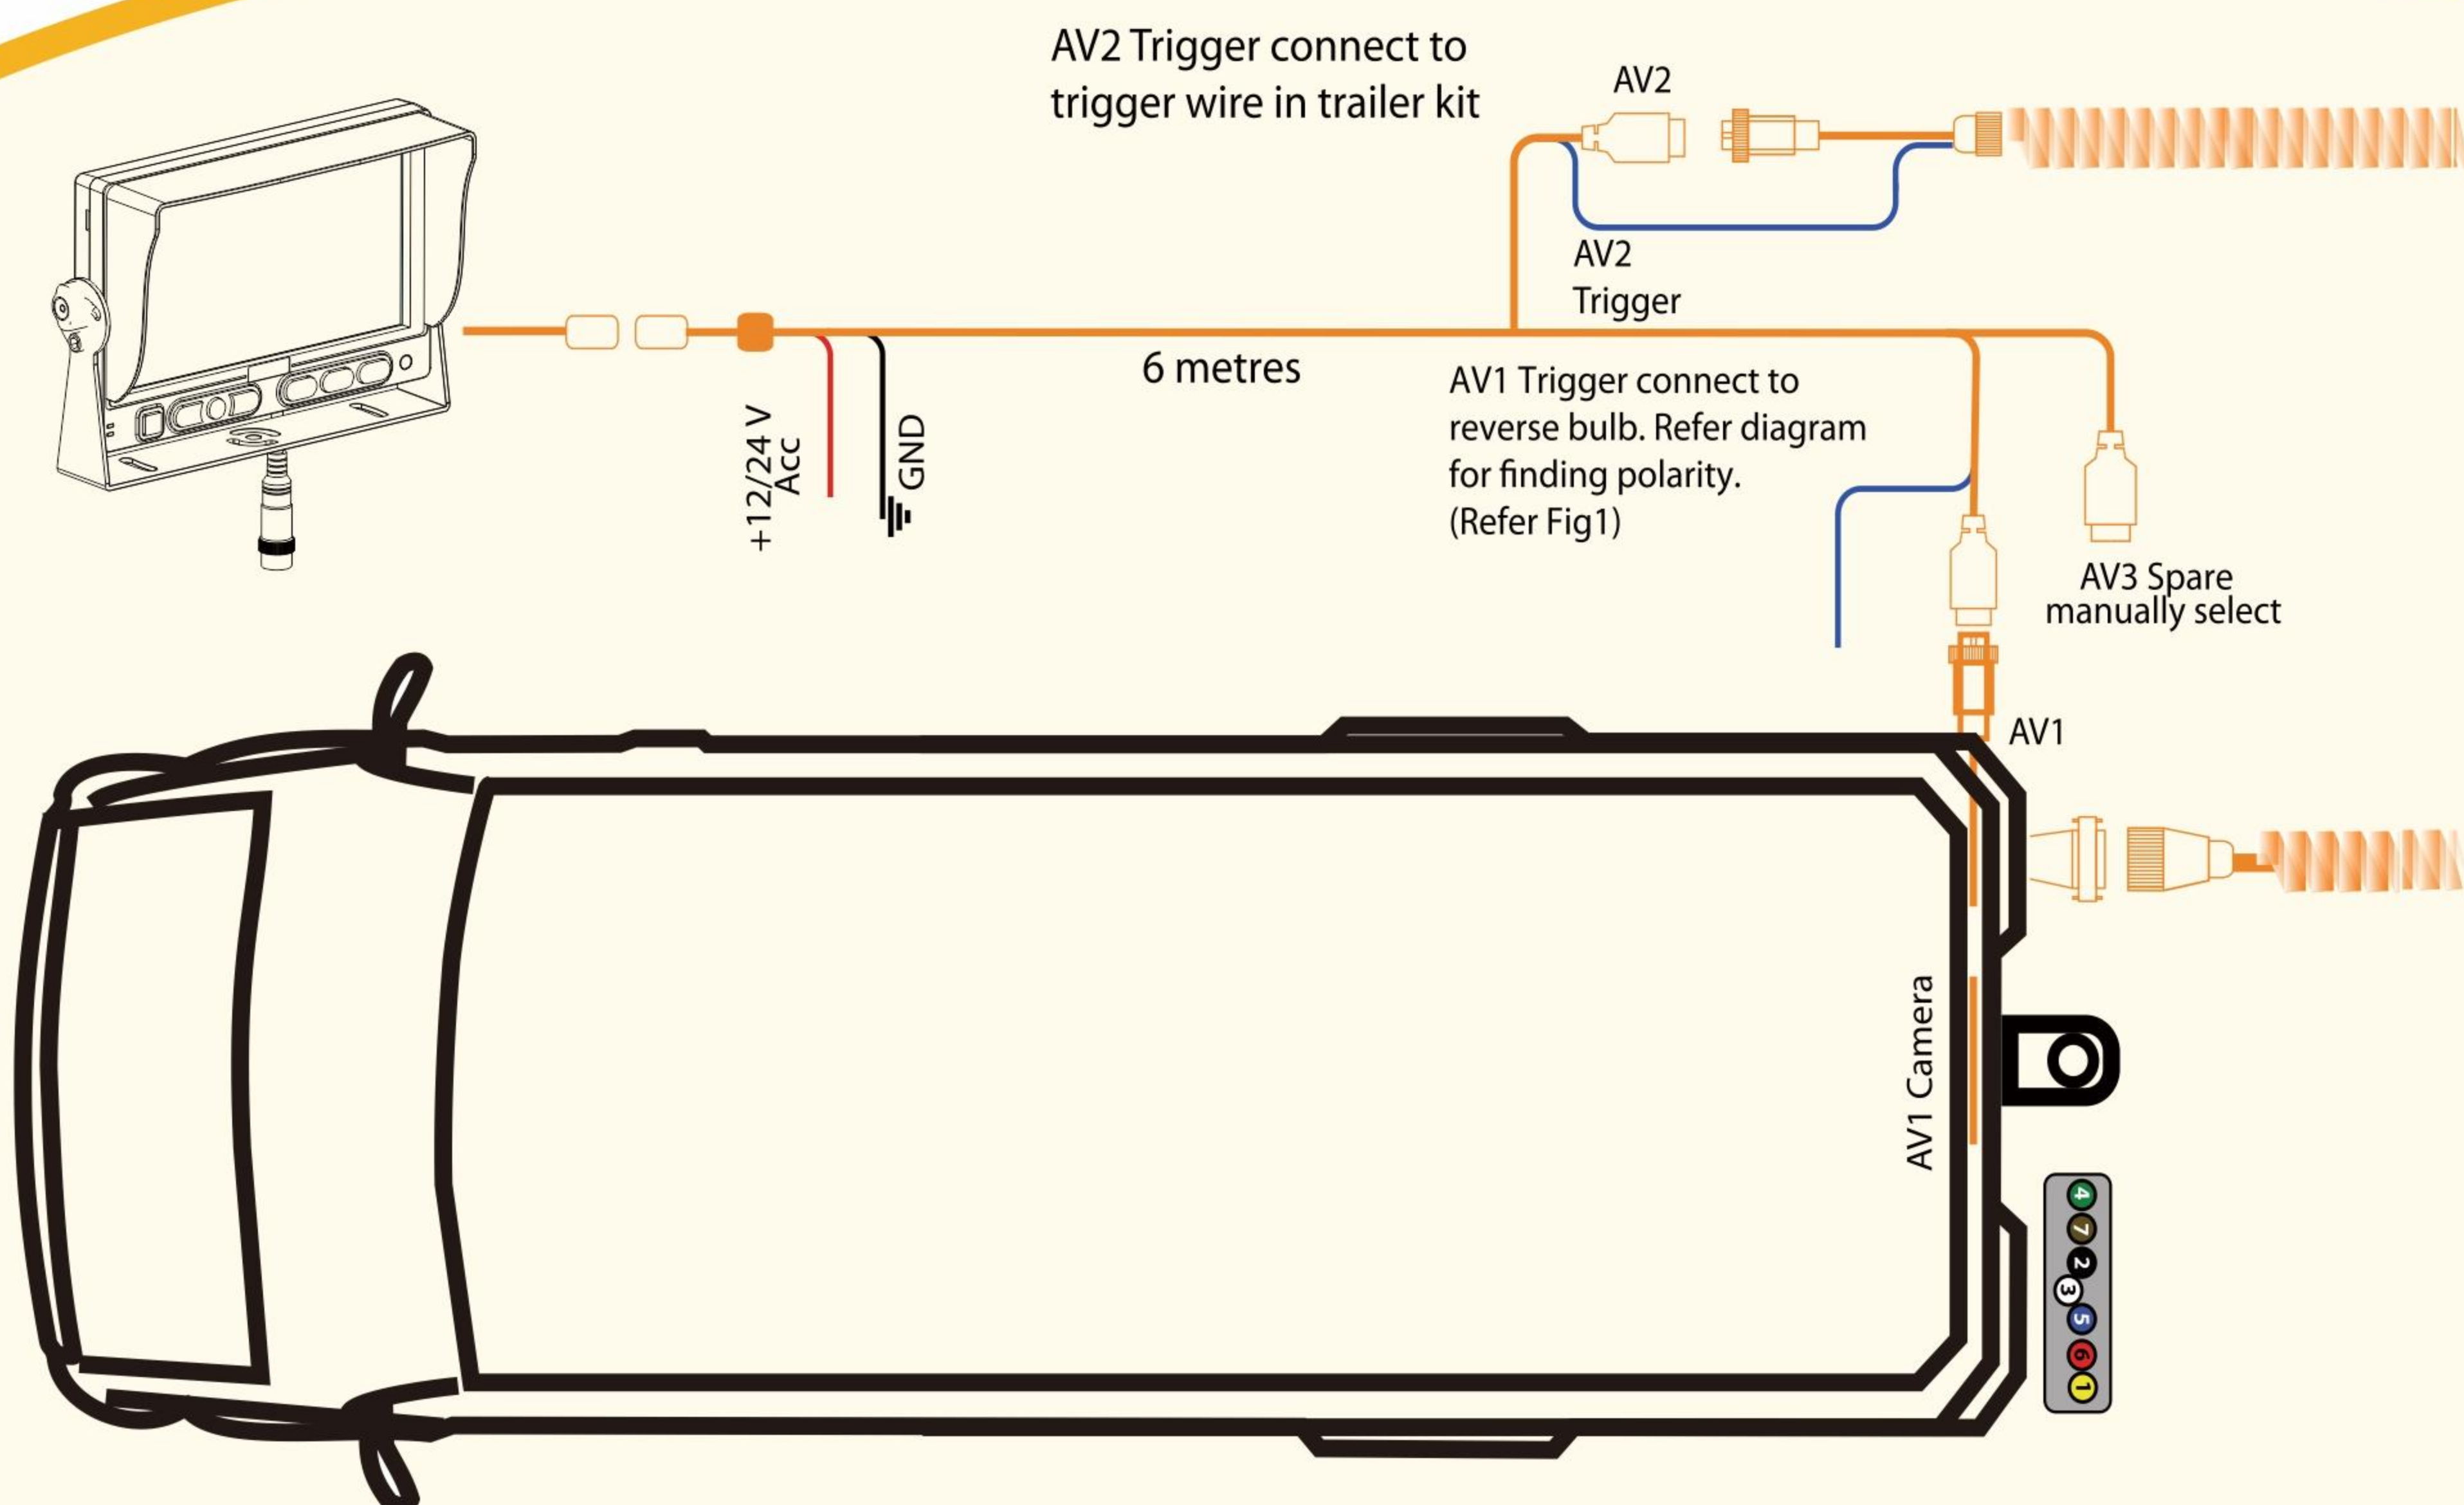 AV2 Trigger connect to
trigger wire in trailer kit
AV2
AV2
Trigger
6 metres
+12/24 V
Acc
GND
AV1 Trigger connect to
reverse bulb. Refer diagram
for finding polarity.
(Refer Fig1)
AV3 Spare
manually select
AV1
AV1 Camera
4
7
2
3
5
6
1